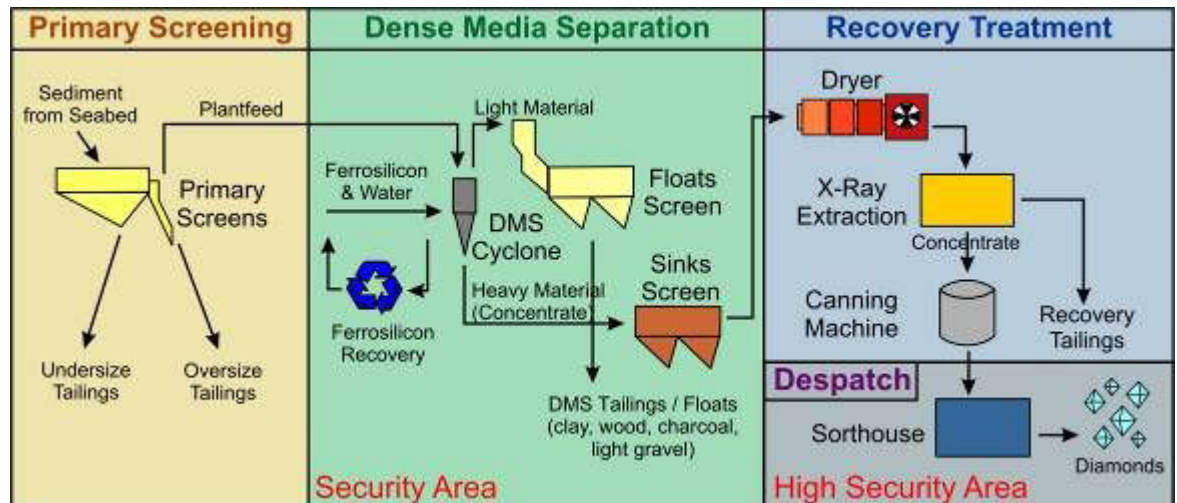 Primary Screening
Dense Media Separation
Recovery Treatment
Sediment
from Seabed
Plantfeed
Primary
Screens
Undersize
Tailings
Oversize
Tailings
Light Material
Ferrosilicon
& Water
DMS
Cyclone
Floats
Screen
Ferrosilicon
Recovery
Heavy Material
(Concentrate)
Sinks
Screen
DMS Tailings / Floats
(clay, wood, charcoal,
light gravel)
Security Area
Dryer
X-Ray
Extraction
Concentrate
Canning
Machine
Recovery
Tailings
Despatch
Sorthouse
Diamonds
High Security Area